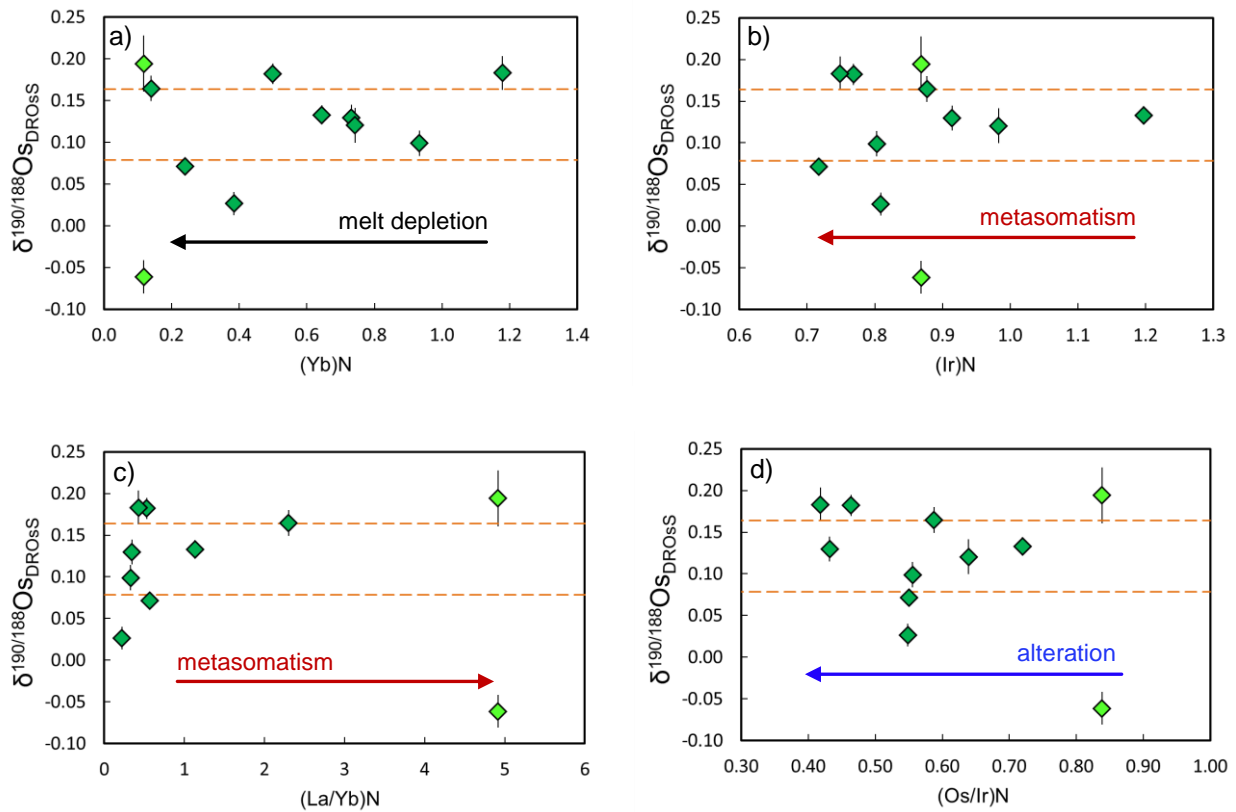 a)
0.25
0.20
0.15
0.10
0.05
0.00
-0.05
-0.10
δ190/188OsDROsS
melt depletion
0.0 0.2 0.4 0.6 0.8 1.0 1.2 1.4
(Yb)N
b)
0.25
0.20
0.15
0.10
0.05
0.00
-0.05
-0.10
δ190/188OsDROsS
metasomatism
0.6 0.7 0.8 0.9 1.0 1.1 1.2 1.3
(Ir)N
c)
0.25
0.20
0.15
0.10
0.05
0.00
-0.05
-0.10
δ190/188OsDROsS
metasomatism
0 1 2 3 4 5 6
(La/Yb)N
d)
0.25
0.20
0.15
0.10
0.05
0.00
-0.05
-0.10
δ190/188OsDROsS
alteration
0.30 0.40 0.50 0.60 0.70 0.80 0.90 1.00
(Os/Ir)N